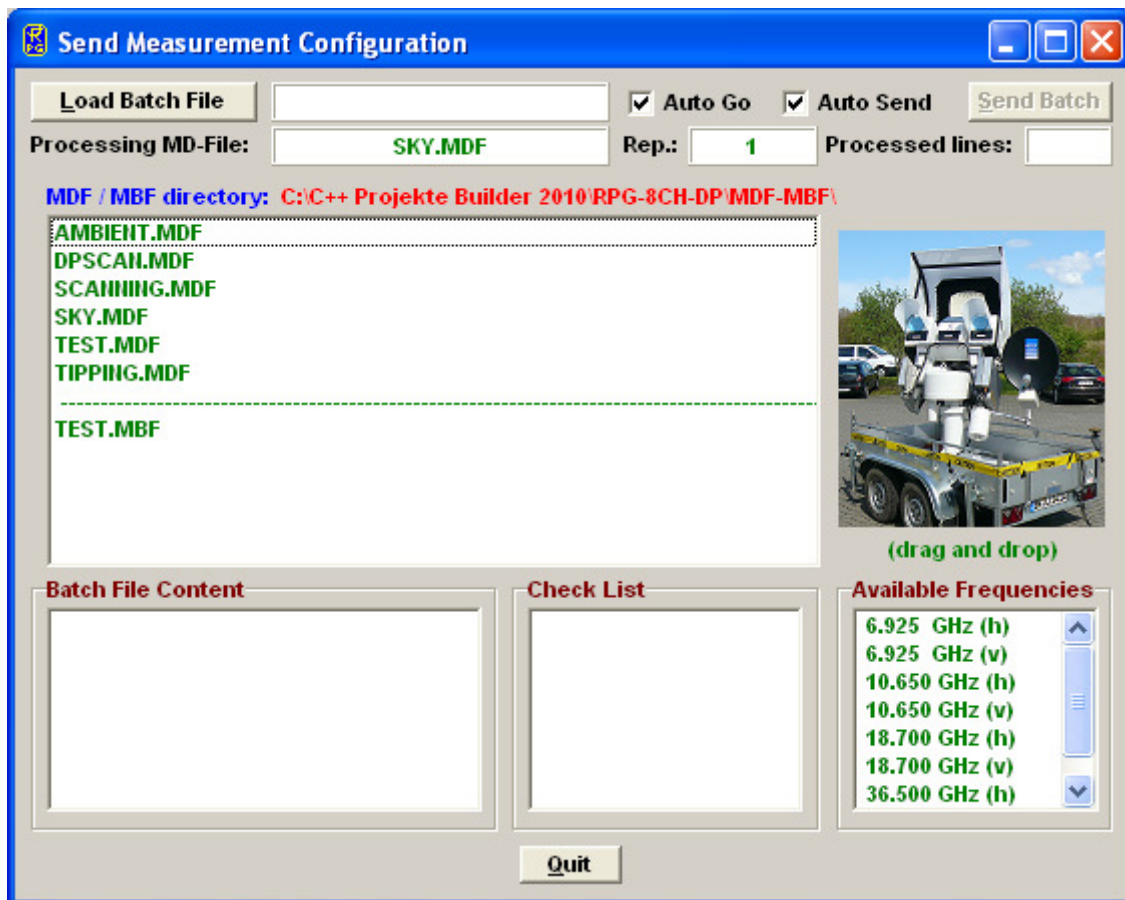 Send Measurement Configuration
Load Batch File Auto Go Auto Send Send Batch
Processing MD-File: SKY.MDF Rep.: 1 Processed lines:
MDF / MBF directory: C:\C++ Projekte Builder 2010\RPG-8CH-DP\MDF-MBF\
AMBIENT.MDF
DPSCAN.MDF
SCANNING.MDF
SKY.MDF
TEST.MDF
TIPPING.MDF
TEST.MBF
(drag and drop)
Batch File Content
Check List
Available Frequencies
6.925 GHz (h)
6.925 GHz (v)
10.650 GHz (h)
10.650 GHz (v)
18.700 GHz (h)
18.700 GHz (v)
36.500 GHz (h)
Quit